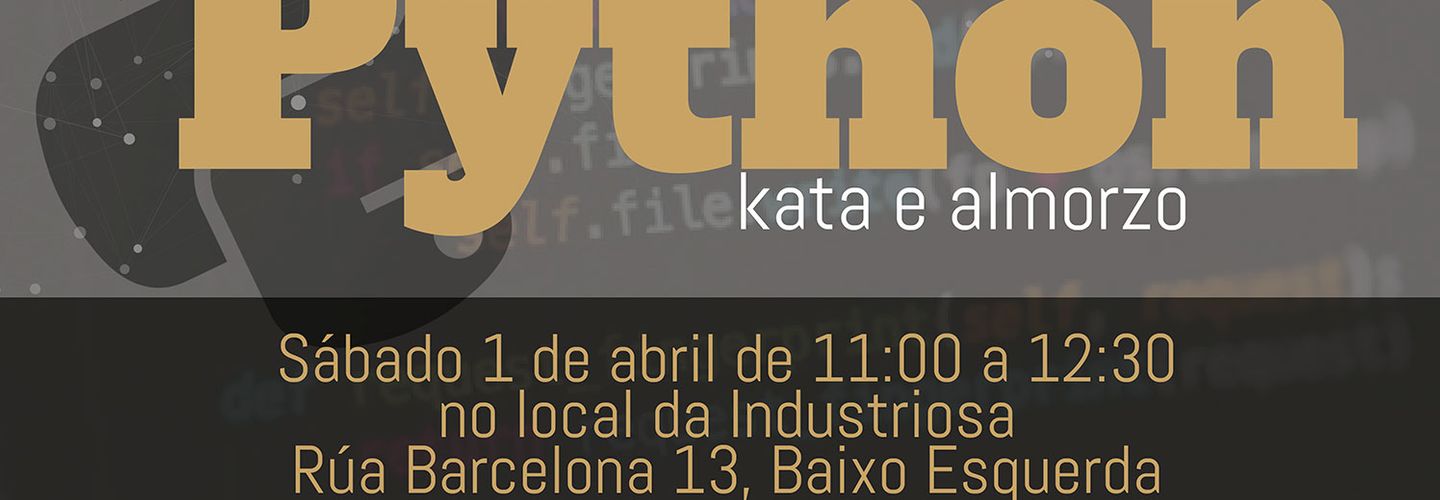 Python
kata e almorzo
Sábado 1 de abril de 11:00 a 12:30
no local da Industriosa
Rúa Barcelona 13, Baixo Esquerda